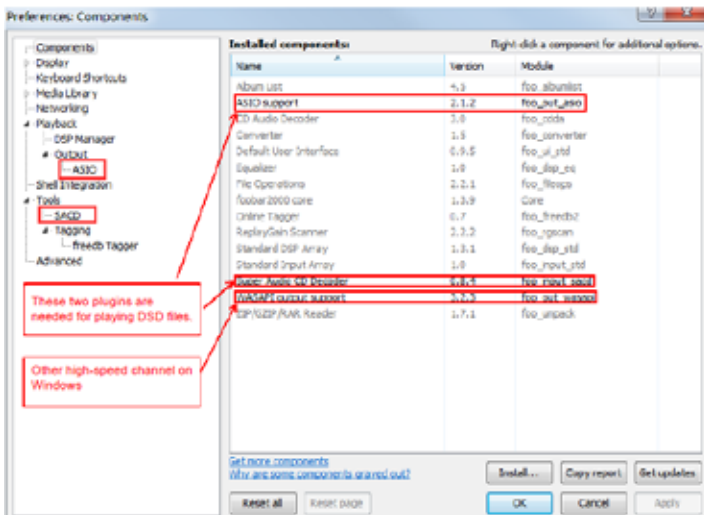 Preferences: Components
Components
Display
Keyboard Shortcuts
Media Library
Networking
Playback
DSP Manager
Output
ASIO
Shell Integration
Tools
SACD
Tagging
freedb Tagger
Advanced
Installed components:
Right-click a component for additional options.
Name Version Module
Album List 4.5 foo_albumlist
ASIO support 2.1.2 foo_out_asio
CD Audio Decoder 3.0 foo_cdda
Converter 1.5 foo_converter
Default User Interface 0.9.5 foo_ui_std
Equalizer 1.0 foo_dsp_eq
File Operations 2.2.1 foo_fileops
foobar2000 core 1.3.9 Core
Online Tagger 0.7 foo_freedb2
ReplayGain Scanner 2.2.2 foo_rgscan
Standard DSP Array 1.3.1 foo_dsp_std
Standard Input Array 1.0 foo_input_std
Super Audio CD Decoder 0.8.4 foo_input_sacd
WASAPI output support 3.2.3 foo_out_wasapi
ZIP/GZIP/RAR Reader 1.7.1 foo_unpack
These two plugins are
needed for playing DSD files.
Other high-speed channel on
Windows
Get more components
Why are some components grayed out?
Install... Copy report Get updates
Reset all Reset page OK Cancel Apply